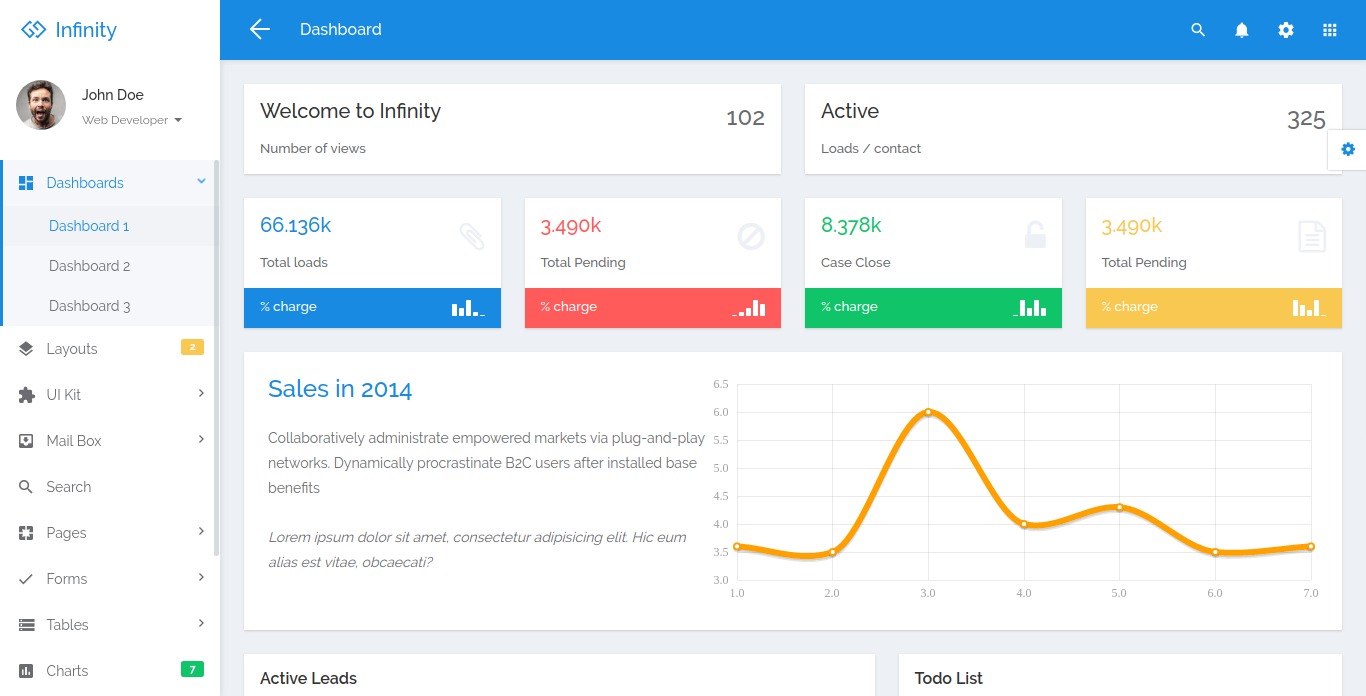 Infinity
Dashboard
John Doe
Web Developer
Dashboards
Dashboard 1
Dashboard 2
Dashboard 3
Layouts
2
UI Kit
Mail Box
Search
Pages
Forms
Tables
Charts
7
Welcome to Infinity
102
Number of views
Active
325
Loads / contact
66.136k
Total loads
% charge
3.490k
Total Pending
% charge
8.378k
Case Close
% charge
3.490k
Total Pending
% charge
Sales in 2014
Collaboratively administrate empowered markets via plug-and-play
networks. Dynamically procrastinate B2C users after installed base
benefits
Lorem ipsum dolor sit amet, consectetur adipisicing elit. Hic eum
alias est vitae, obcaecati?
6.5
6.0
5.5
5.0
4.5
4.0
3.5
3.0
1.0 2.0 3.0 4.0 5.0 6.0 7.0
Active Leads
Todo List